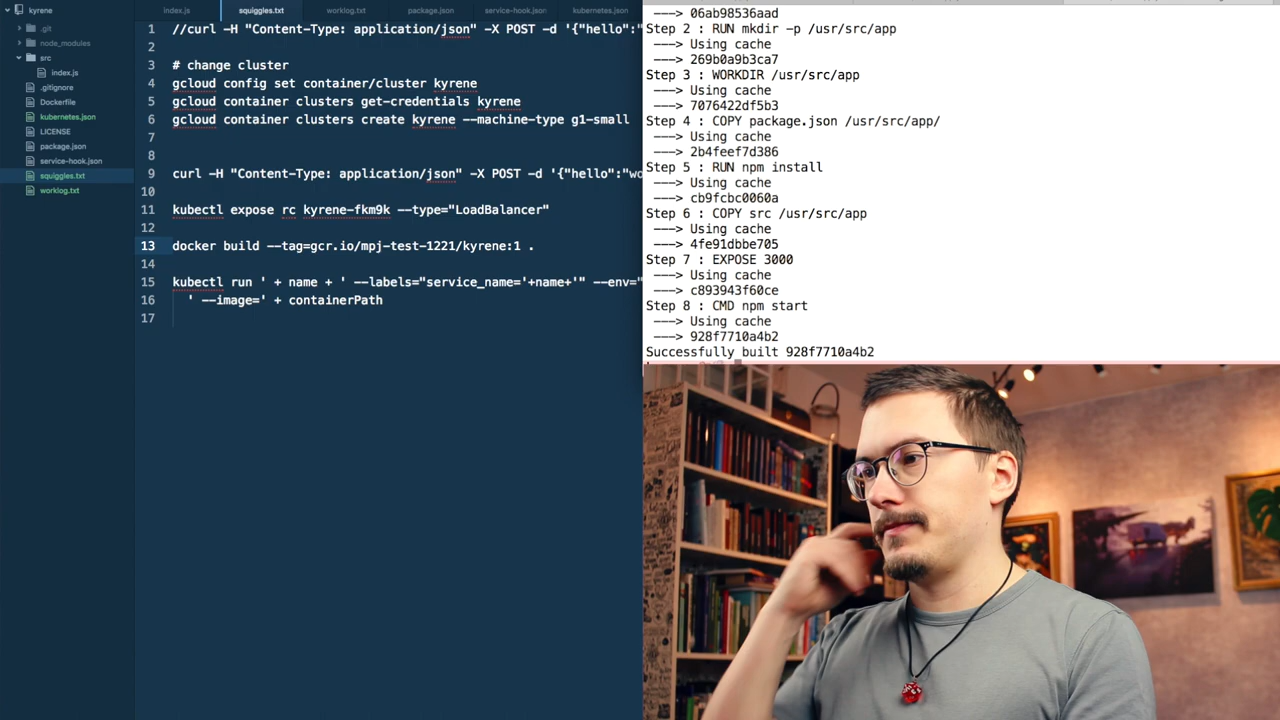 kyrene
.git
node_modules
src
index.js
.gitignore
Dockerfile
kubernetes.json
LICENSE
package.json
service-hook.json
squiggles.txt
worklog.txt
index.js squiggles.txt worklog.txt package.json service-hook.json kubernetes.json
1 //curl -H "Content-Type: application/json" -X POST -d '{"hello":"
2
3 # change cluster
4 gcloud config set container/cluster kyrene
5 gcloud container clusters get-credentials kyrene
6 gcloud container clusters create kyrene --machine-type g1-small
7
8
9 curl -H "Content-Type: application/json" -X POST -d '{"hello":"wo
10
11 kubectl expose rc kyrene-fkm9k --type="LoadBalancer"
12
13 docker build --tag=gcr.io/mpj-test-1221/kyrene:1 .
14
15 kubectl run ' + name + ' --labels="service_name='+name+'" --env="
16 ' --image=' + containerPath
17
---> 06ab98536aad
Step 2 : RUN mkdir -p /usr/src/app
---> Using cache
---> 269b0a9b3ca7
Step 3 : WORKDIR /usr/src/app
---> Using cache
---> 7076422df5b3
Step 4 : COPY package.json /usr/src/app/
---> Using cache
---> 2b4feef7d386
Step 5 : RUN npm install
---> Using cache
---> cb9fcbc0060a
Step 6 : COPY src /usr/src/app
---> Using cache
---> 4fe91dbbe705
Step 7 : EXPOSE 3000
---> Using cache
---> c893943f60ce
Step 8 : CMD npm start
---> Using cache
---> 928f7710a4b2
Successfully built 928f7710a4b2